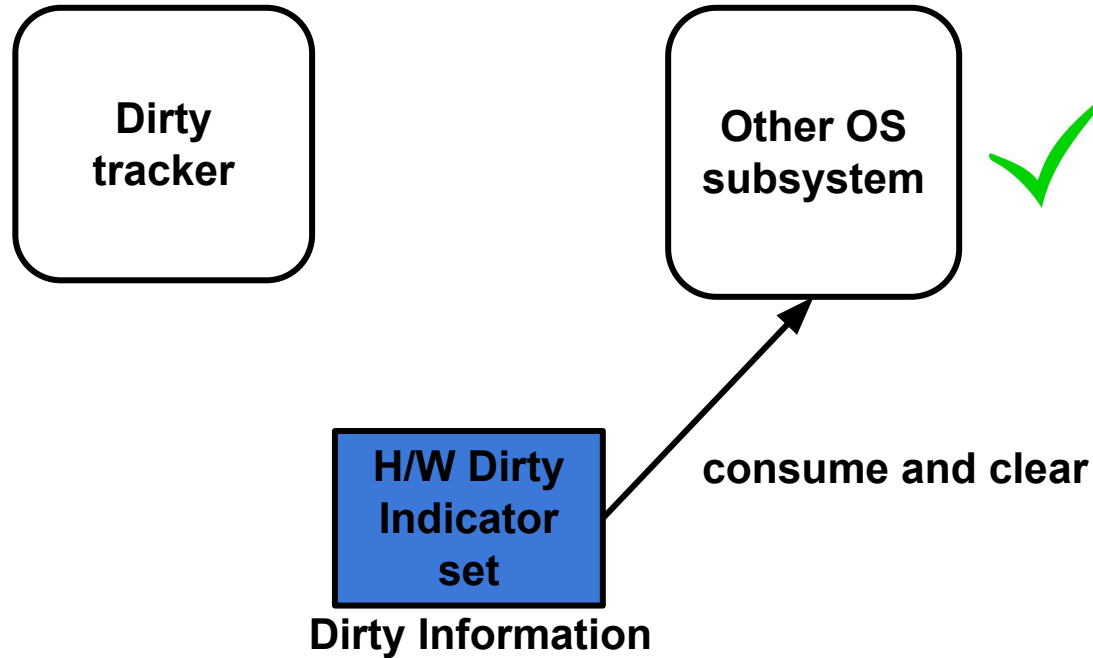 Dirty
tracker
Other OS
subsystem
H/W Dirty
Indicator
set
consume and clear
Dirty Information